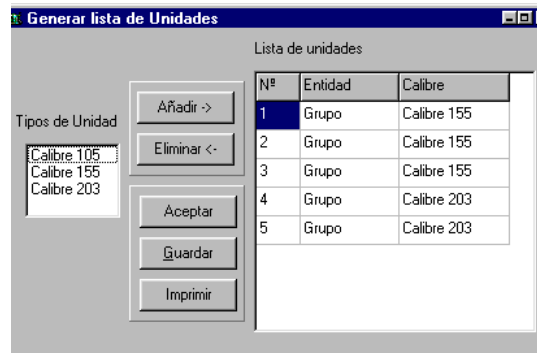 Generar lista de Unidades
Lista de unidades
Tipos de Unidad
Calibre 105
Calibre 155
Calibre 203
Añadir ->
Eliminar <-
Aceptar
Guardar
Imprimir
Nº Entidad Calibre
1 Grupo Calibre 155
2 Grupo Calibre 155
3 Grupo Calibre 155
4 Grupo Calibre 203
5 Grupo Calibre 203